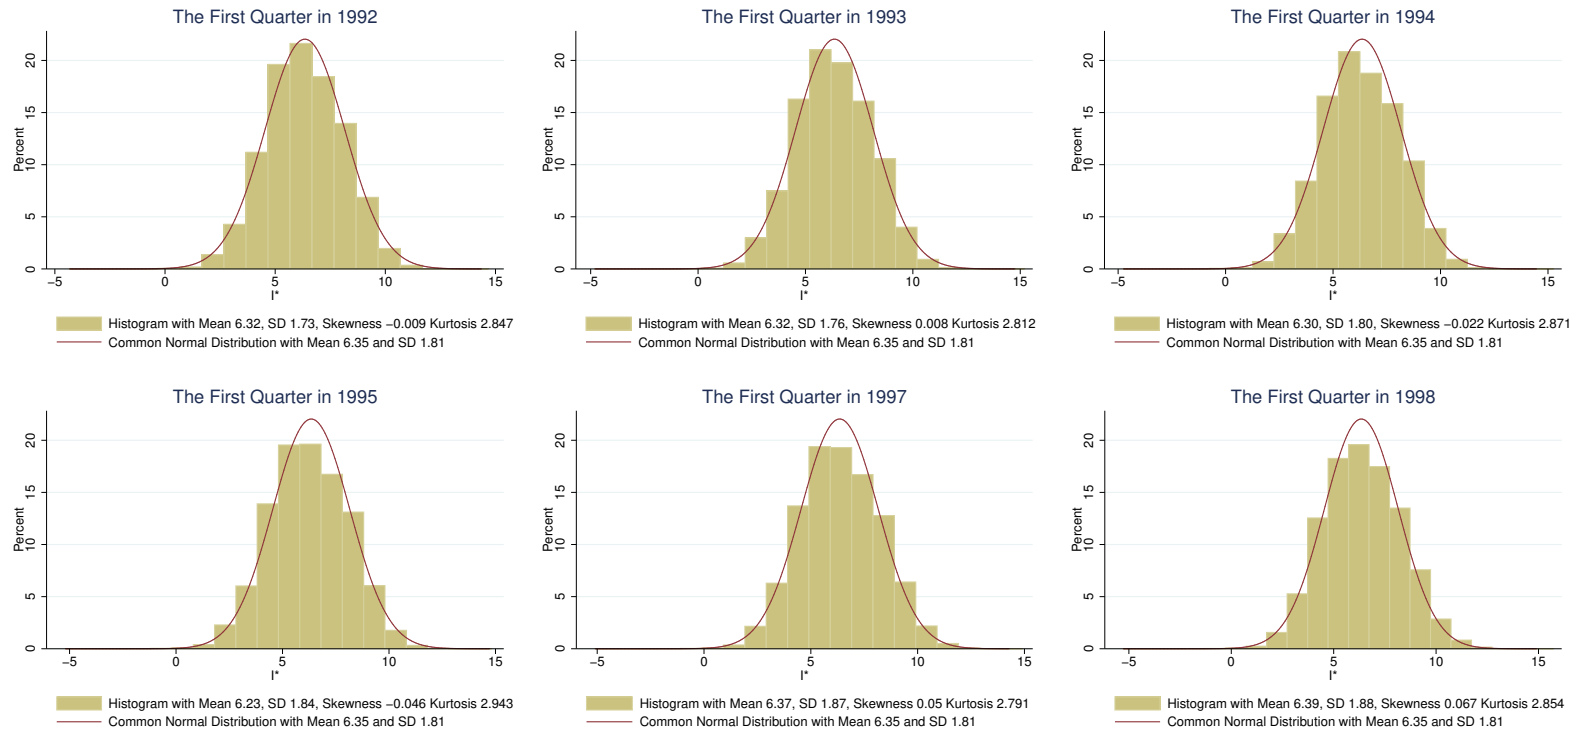 The First Quarter in 1992
Percent
20
15
10
5
0
−5
0
5
10
15
I*
Histogram with Mean 6.32, SD 1.73, Skewness −0.009 Kurtosis 2.847
Common Normal Distribution with Mean 6.35 and SD 1.81
The First Quarter in 1993
Percent
20
15
10
5
0
−5
0
5
10
15
I*
Histogram with Mean 6.32, SD 1.76, Skewness 0.008 Kurtosis 2.812
Common Normal Distribution with Mean 6.35 and SD 1.81
The First Quarter in 1994
Percent
20
15
10
5
0
−5
0
5
10
15
I*
Histogram with Mean 6.30, SD 1.80, Skewness −0.022 Kurtosis 2.871
Common Normal Distribution with Mean 6.35 and SD 1.81
The First Quarter in 1995
Percent
20
15
10
5
0
−5
0
5
10
15
I*
Histogram with Mean 6.23, SD 1.84, Skewness −0.046 Kurtosis 2.943
Common Normal Distribution with Mean 6.35 and SD 1.81
The First Quarter in 1997
Percent
20
15
10
5
0
−5
0
5
10
15
I*
Histogram with Mean 6.37, SD 1.87, Skewness 0.05 Kurtosis 2.791
Common Normal Distribution with Mean 6.35 and SD 1.81
The First Quarter in 1998
Percent
20
15
10
5
0
−5
0
5
10
15
I*
Histogram with Mean 6.39, SD 1.88, Skewness 0.067 Kurtosis 2.854
Common Normal Distribution with Mean 6.35 and SD 1.81